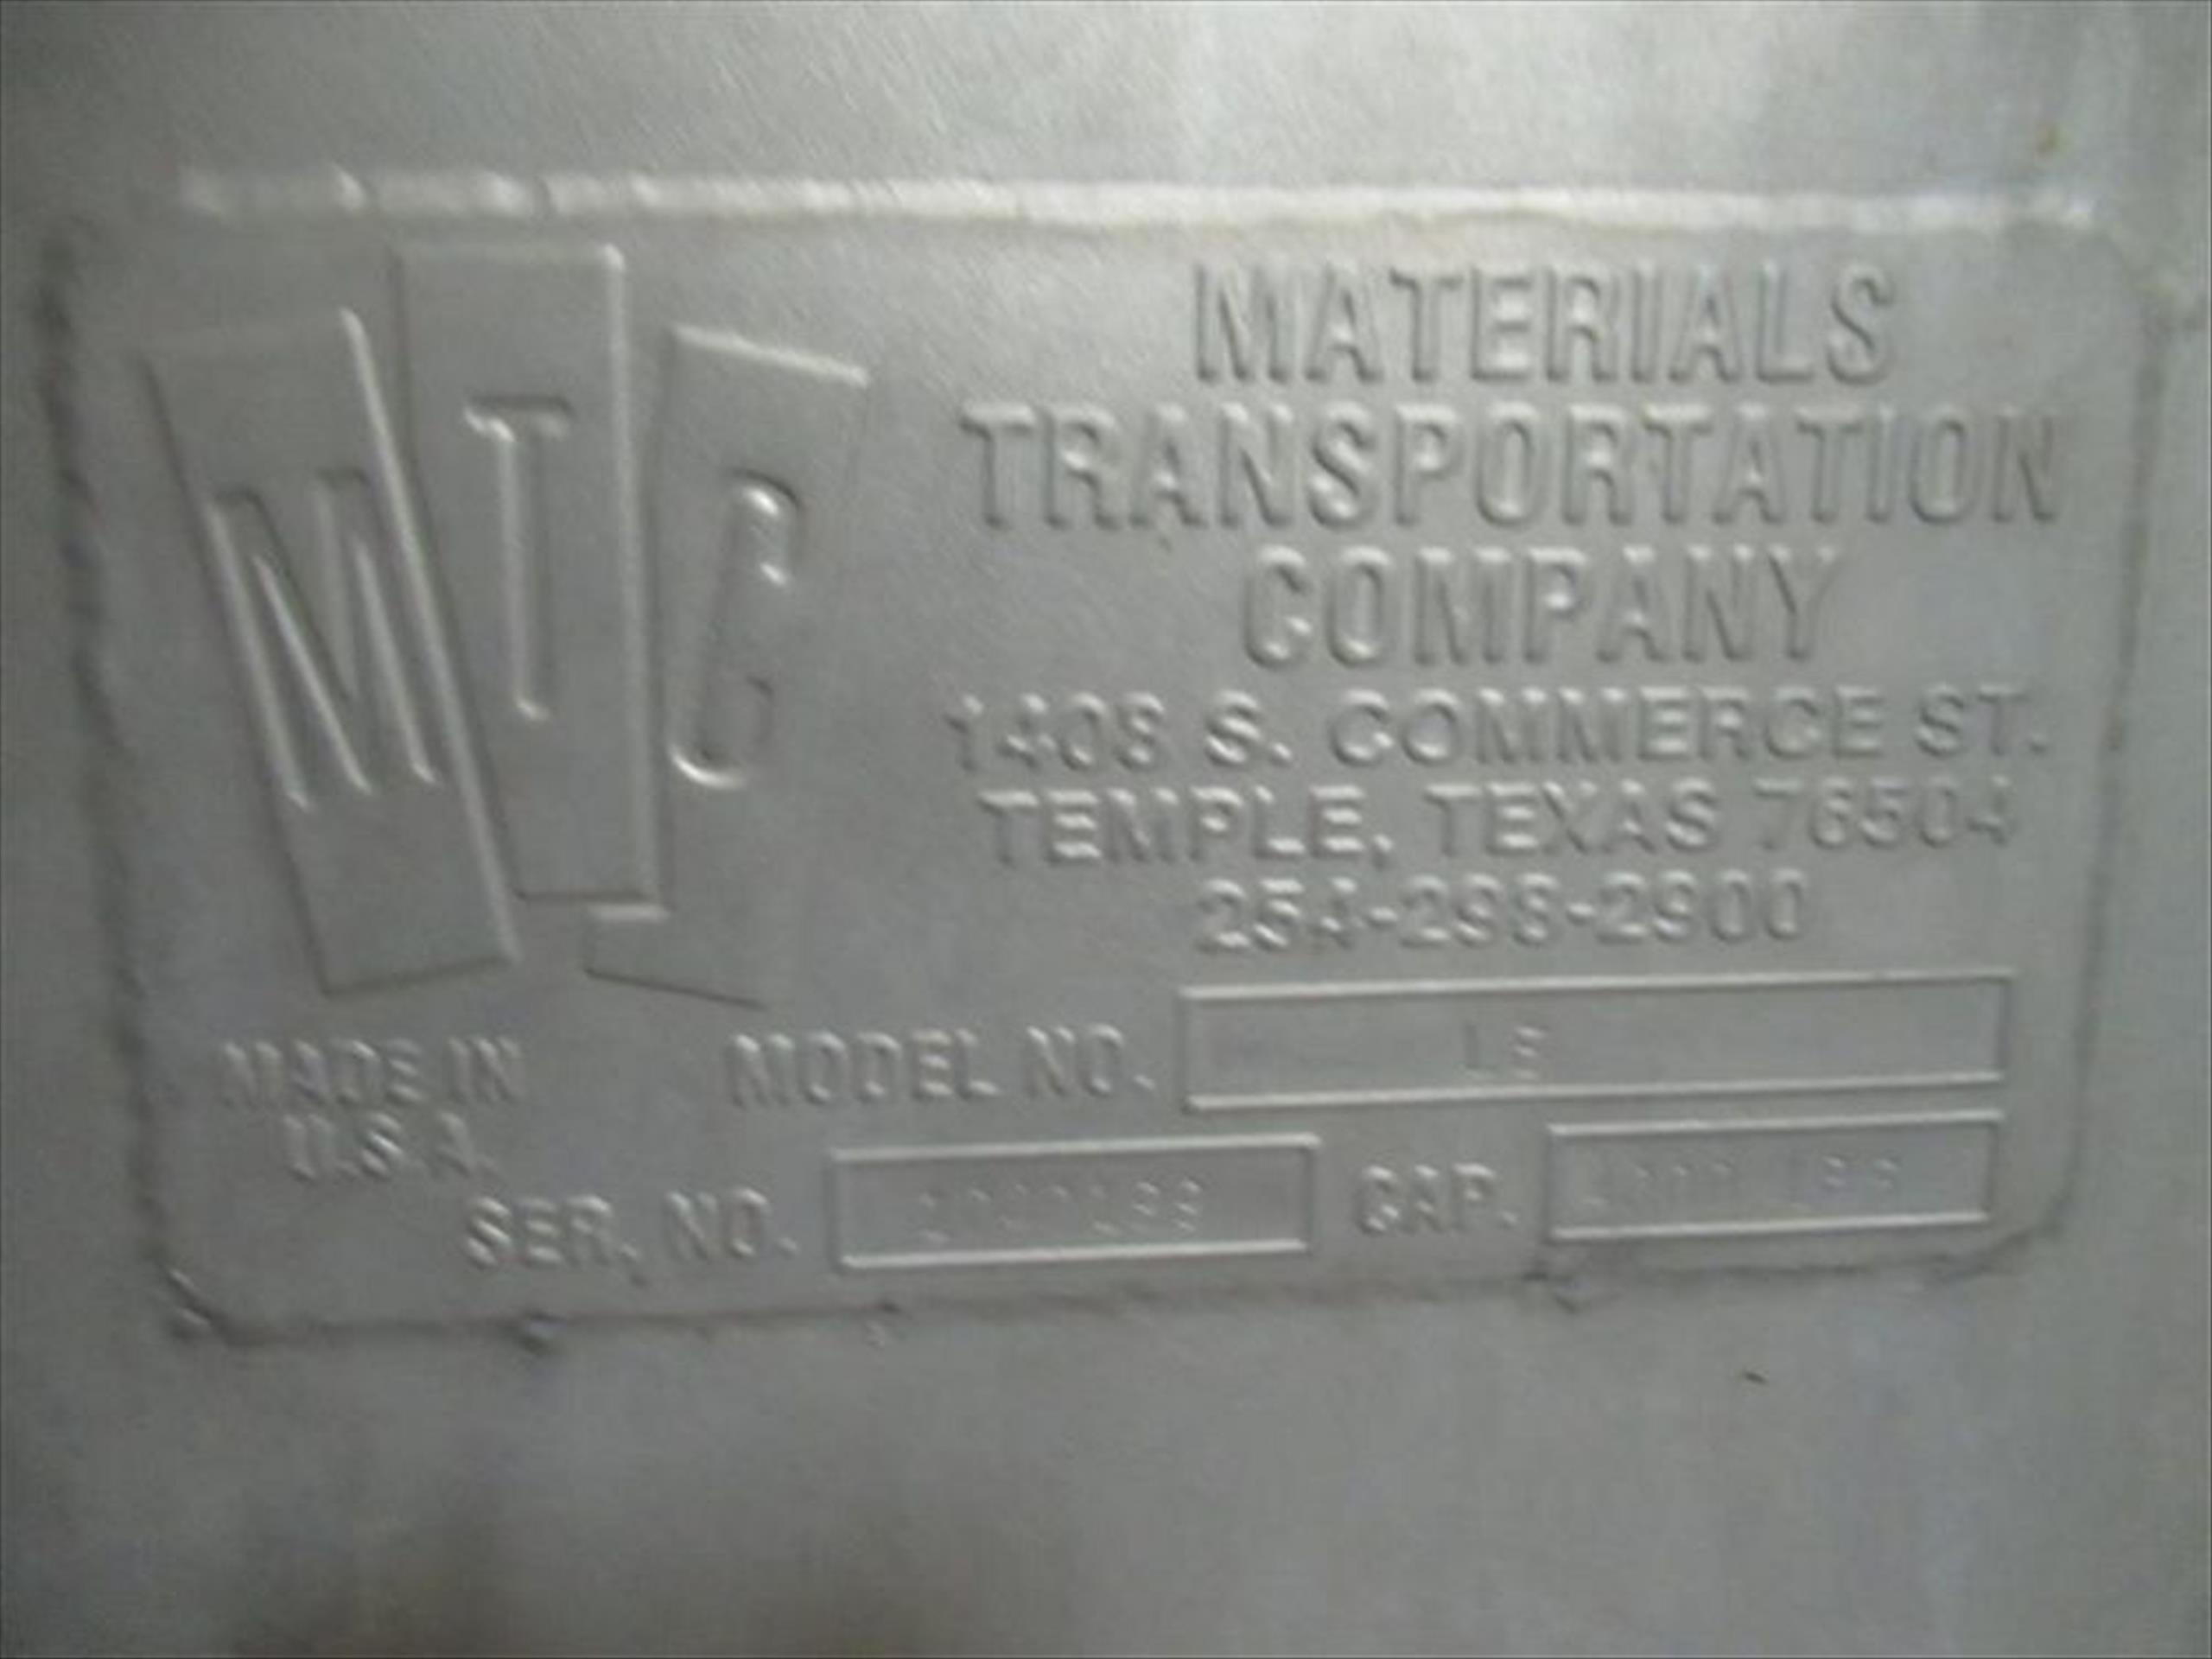 MTC
MATERIALS
TRANSPORTATION
COMPANY
1408 S. COMMERCE ST.
TEMPLE, TEXAS 76504
254-298-2900
MADE IN
U.S.A.
MODEL NO.
SER. NO.
CAP.